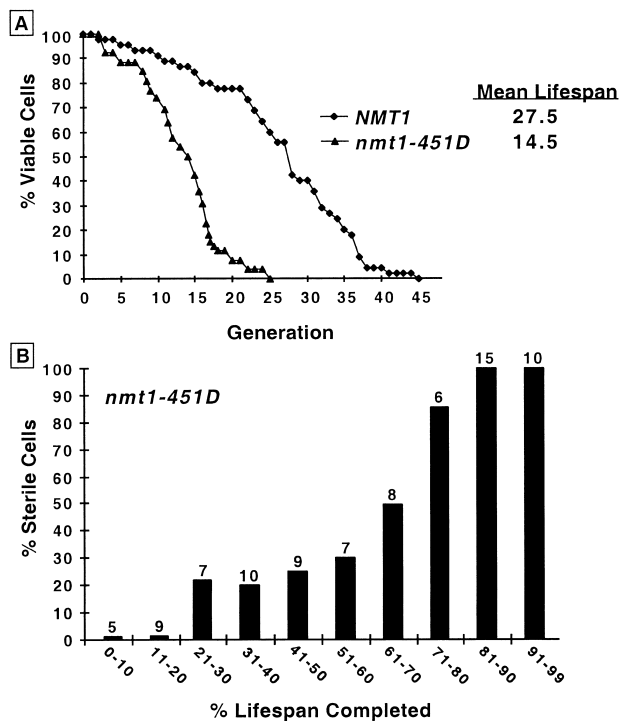 A
% Viable Cells
100
90
80
70
60
50
40
30
20
10
0
0 5 10 15 20 25 30 35 40 45
Generation
Mean Lifespan
NMT1 27.5
nmt1-451D 14.5
B
nmt1-451D
% Sterile Cells
100
90
80
70
60
50
40
30
20
10
0
5 9 7 10 9 7 8 6 15 10
0-10 11-20 21-30 31-40 41-50 51-60 61-70 71-80 81-90 91-99
% Lifespan Completed